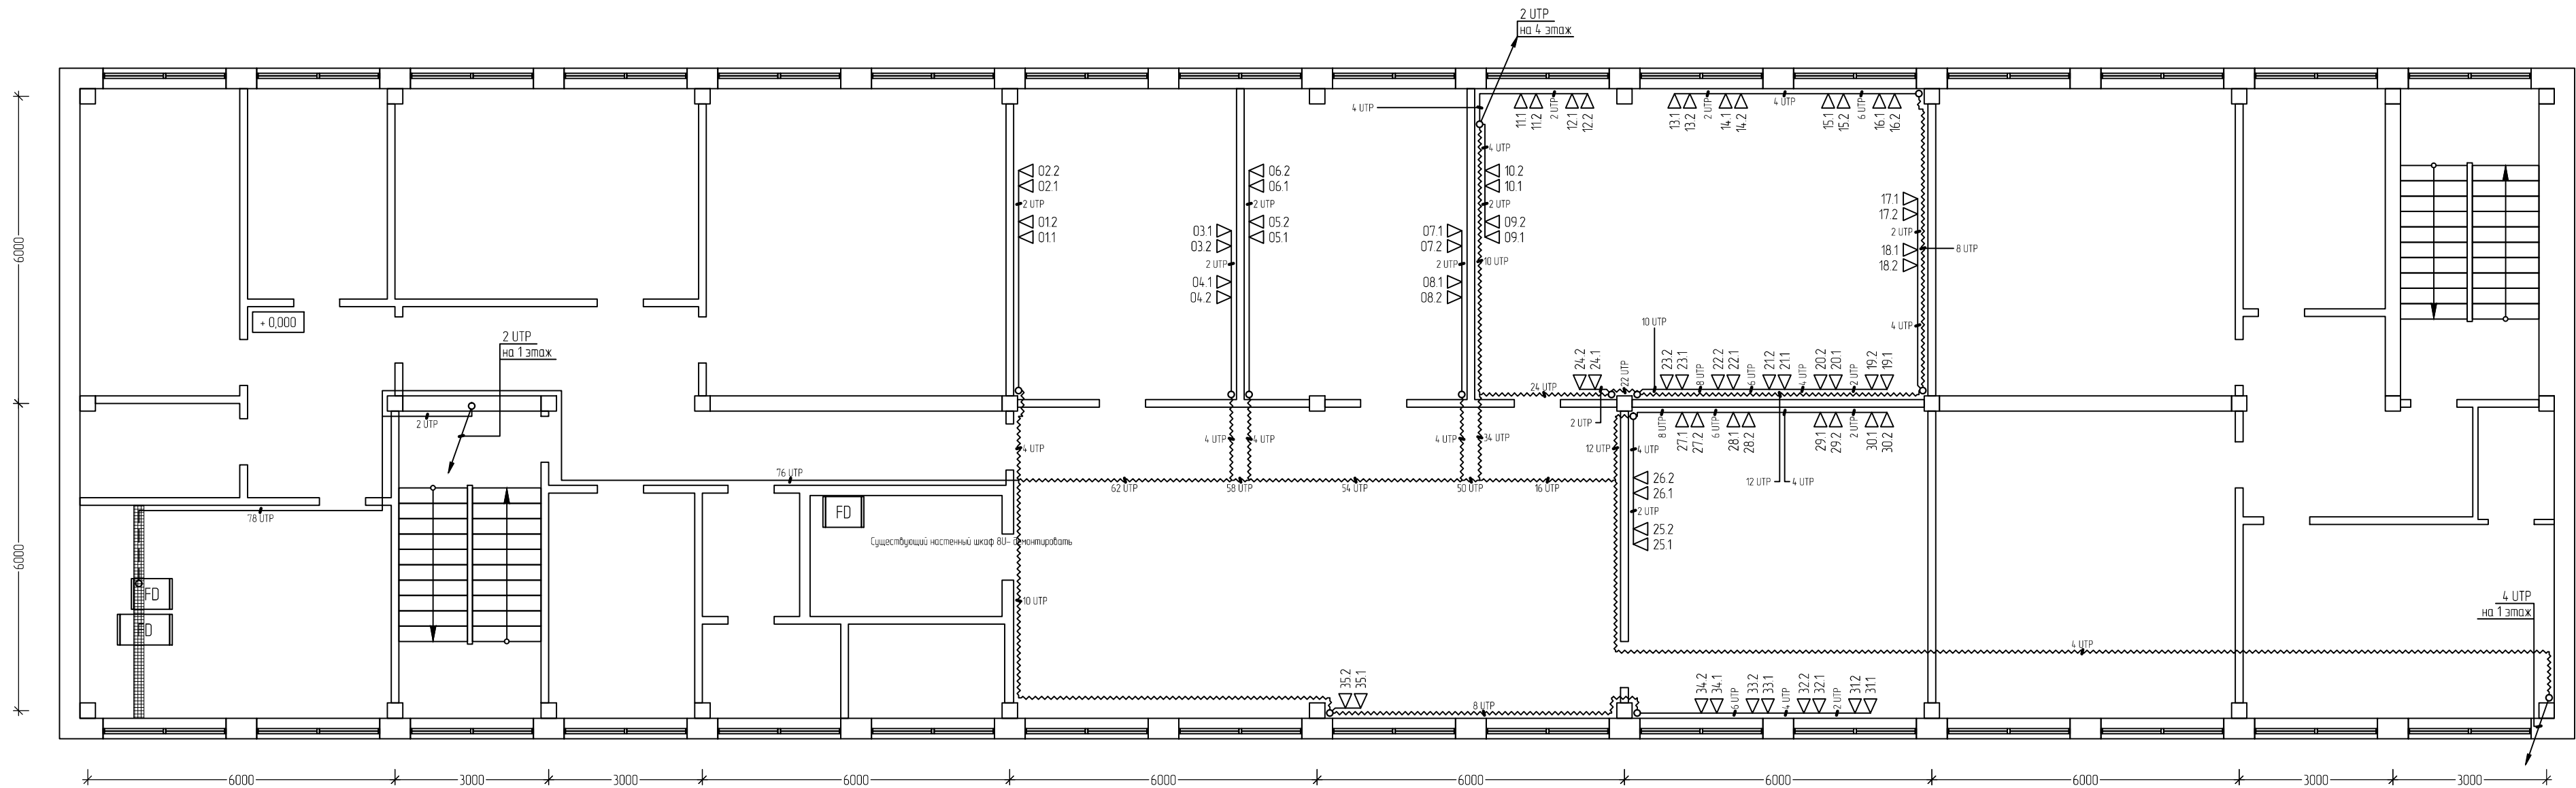 2 UTP
на 4 этаж
4 UTP
11.1
11.2
2 UTP
12.1
12.2
13.1
13.2
2 UTP
14.1
14.2
4 UTP
15.1
15.2
6 UTP
16.1
16.2
4 UTP
02.2
02.1
2 UTP
01.2
01.1
03.1
03.2
2 UTP
04.1
04.2
06.2
06.1
2 UTP
05.2
05.1
07.1
07.2
2 UTP
08.1
08.2
10.2
10.1
2 UTP
09.2
09.1
10 UTP
17.1
17.2
2 UTP
18.1
18.2
8 UTP
4 UTP
6000
+ 0,000
2 UTP
на 1 этаж
10 UTP
24.2
24.1
22 UTP
23.2
23.1
8 UTP
22.2
22.1
6 UTP
21.2
21.1
4 UTP
20.2
20.1
2 UTP
19.2
19.1
24 UTP
2 UTP
2 UTP
4 UTP
4 UTP
4 UTP
4 UTP
34 UTP
12 UTP
4 UTP
8 UTP
27.1
27.2
6 UTP
28.1
28.2
29.1
29.2
2 UTP
30.1
30.2
76 UTP
62 UTP
58 UTP
54 UTP
50 UTP
16 UTP
12 UTP
4 UTP
26.2
26.1
2 UTP
25.2
25.1
78 UTP
FD
Существующий настенный шкаф 8U- демонтировать
6000
FD
FD
10 UTP
4 UTP
на 1 этаж
4 UTP
35.2
35.1
8 UTP
34.2
34.1
6 UTP
33.2
33.1
4 UTP
32.2
32.1
2 UTP
31.2
31.1
6000
3000
3000
6000
6000
6000
6000
6000
3000
3000